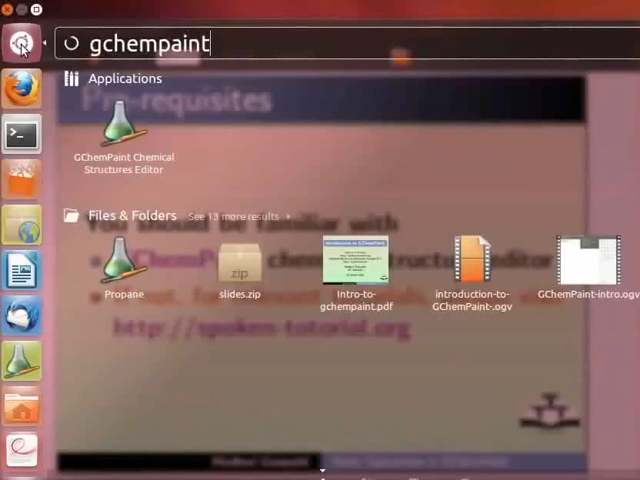 gchempaint
Applications
Pre-requisites
GChemPaint Chemical
Structures Editor
Files & Folders
See 13 more results
You should be familiar with
zip
Propane
slides.zip
Intro-to-
gchempaint.pdf
introduction-to-
GChemPaint-.ogv
GChemPaint-intro.ogv
http://spoken-tutorial.org